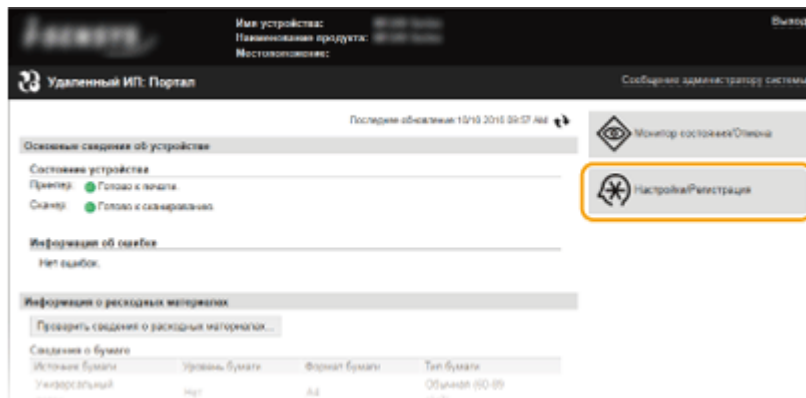 Имя устройства:
Выход
Наименование продукта:
Местоположение:
Удаленный ИП: Портал
Сообщение администратору системы
Последнее обновление: 10/10 2016 09:57 AM
Монитор состояния/Отмена
Основные сведения об устройстве
Состояние устройства
Принтер: Готово к печати.
Настройки/Регистрация
Сканер: Готово к сканированию.
Информация об ошибке
Нет ошибок.
Информация о расходных материалах
Проверить сведения о расходных материалах...
Сведения о бумаге
Источник бумаги Уровень бумаги Формат бумаги Тип бумаги
Универсальный Нет A4 Обычная (60-89